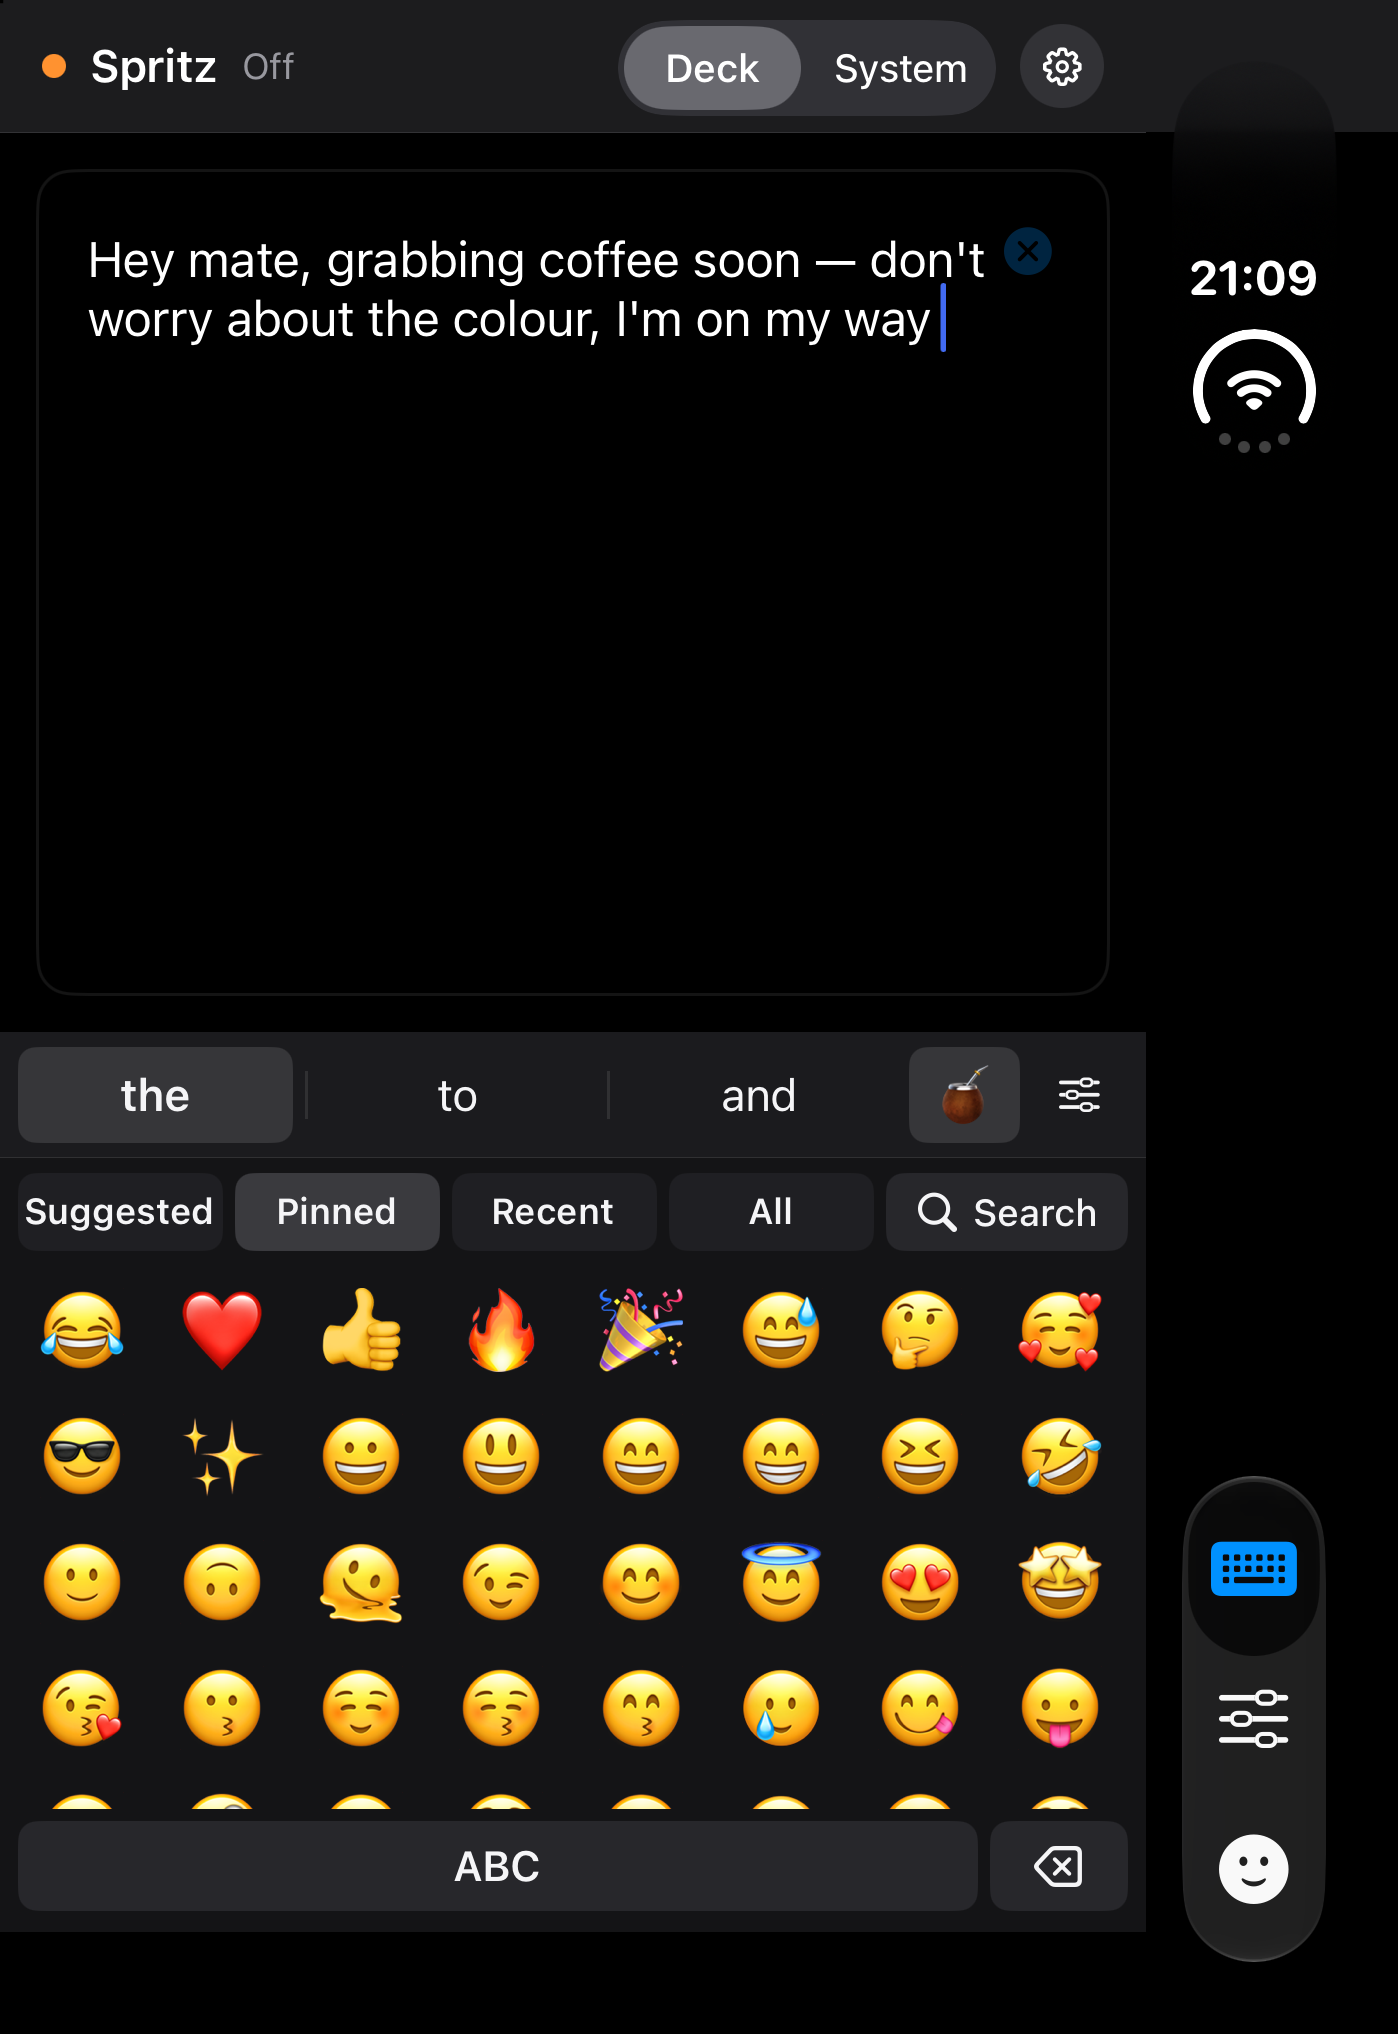 Spritz Off
Deck System
21:09
Hey mate, grabbing coffee soon — don't
worry about the colour, I'm on my way
the to and
Suggested Pinned Recent All Search
ABC